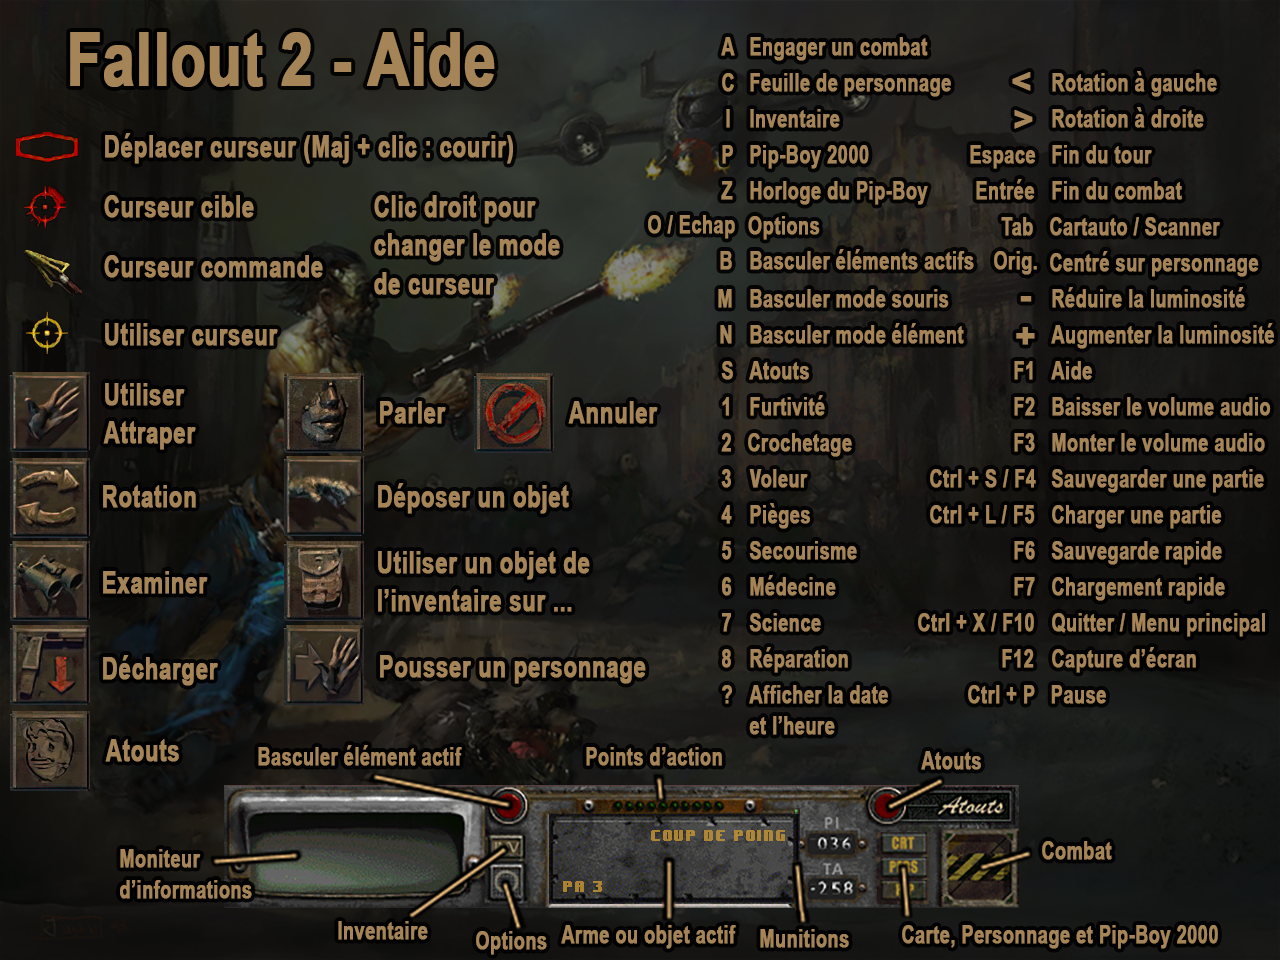 Fallout 2 - Aide
Déplacer curseur (Maj + clic : courir)
Curseur cible
Clic droit pour
changer le mode
de curseur
Curseur commande
Utiliser curseur
Utiliser
Attraper
Parler
Annuler
Rotation
Déposer un objet
Examiner
Utiliser un objet de
l'inventaire sur ...
Décharger
Pousser un personnage
Atouts
A Engager un combat
C Feuille de personnage
I Inventaire
P Pip-Boy 2000
Z Horloge du Pip-Boy
O / Echap Options
B Basculer éléments actifs
M Basculer mode souris
N Basculer mode élément
S Atouts
1 Furtivité
2 Crochetage
3 Voleur
4 Pièges
5 Secourisme
6 Médecine
7 Science
8 Réparation
? Afficher la date
et l'heure
< Rotation à gauche
> Rotation à droite
Espace Fin du tour
Entrée Fin du combat
Tab Cartauto / Scanner
Orig. Centré sur personnage
- Réduire la luminosité
+ Augmenter la luminosité
F1 Aide
F2 Baisser le volume audio
F3 Monter le volume audio
Ctrl + S / F4 Sauvegarder une partie
Ctrl + L / F5 Charger une partie
F6 Sauvegarde rapide
F7 Chargement rapide
Ctrl + X / F10 Quitter / Menu principal
F12 Capture d'écran
Ctrl + P Pause
Basculer élément actif
Points d'action
Atouts
Atouts
COUP DE POING
PA 3
PI
036
TA
-258
CRT
Moniteur
d'informations
Combat
Inventaire
Options
Arme ou objet actif
Munitions
Carte, Personnage et Pip-Boy 2000